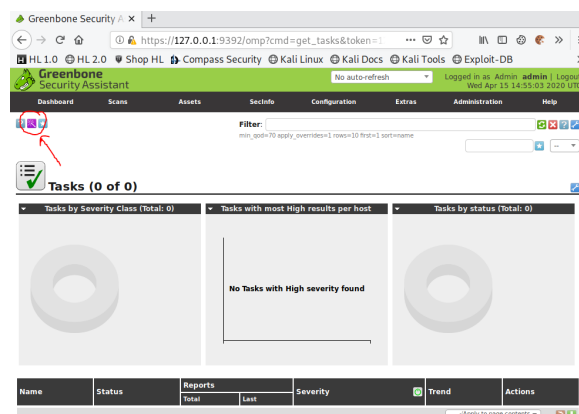 Greenbone Security A × +
https://127.0.0.1:9392/omp?cmd=get_tasks&token=1
HL 1.0 HL 2.0 Shop HL Compass Security Kali Linux Kali Docs Kali Tools Exploit-DB
Greenbone
Security Assistant
No auto-refresh
Logged in as Admin admin | Logout
Wed Apr 15 14:55:03 2020 UTC
Dashboard Scans Assets SecInfo Configuration Extras Administration Help
Filter:
min_qod=70 apply_overrides=1 rows=10 first=1 sort=name
--
Tasks (0 of 0)
Tasks by Severity Class (Total: 0)
Tasks with most High results per host
Tasks by status (Total: 0)
No Tasks with High severity found
Name Status Reports Severity Trend Actions
Total Last
Apply to page contents